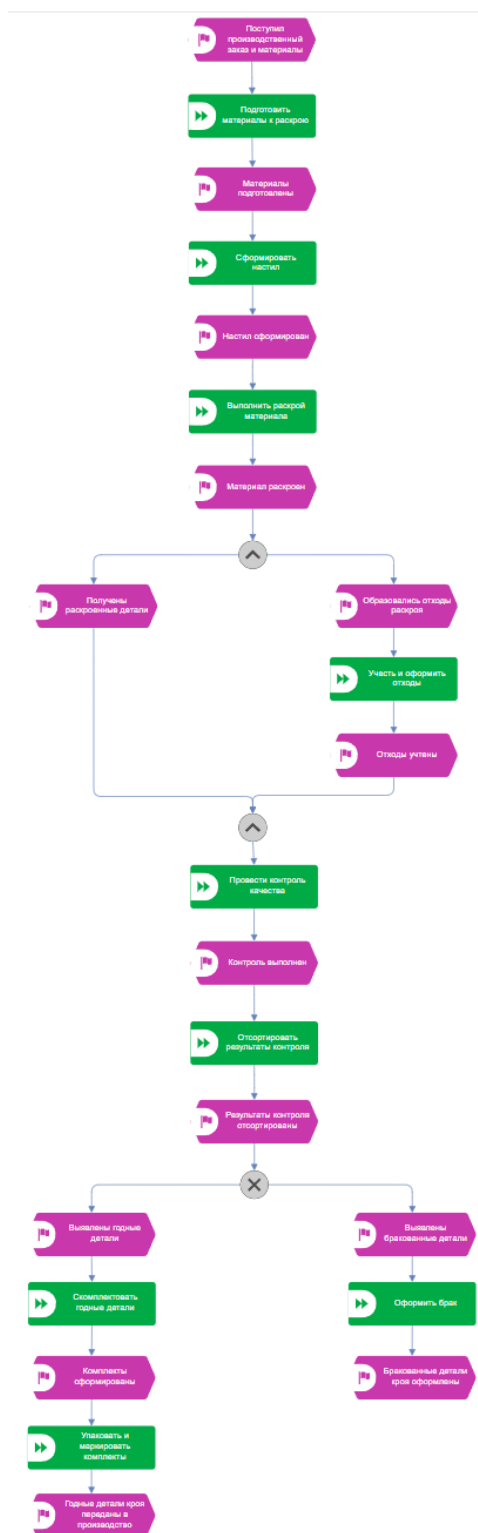 Поступил
производственный
заказ и материалы
Подготовить
материалы к раскрою
Материалы
подготовлены
Сформировать
настил
Настил сформирован
Выполнить раскрой
материала
Материал раскроен
Получены
раскроенные детали
Образовались отходы
раскроя
Учесть и оформить
отходы
Отходы учтены
Провести контроль
качества
Контроль выполнен
Отсортировать
результаты контроля
Результаты контроля
отсортированы
Выявлены годные
детали
Выявлены
бракованные детали
Скомплектовать
годные детали
Оформить брак
Комплекты
сформированы
Бракованные детали
кроя оформлены
Упаковать и
маркировать
комплекты
Годные детали кроя
переданы в
производство